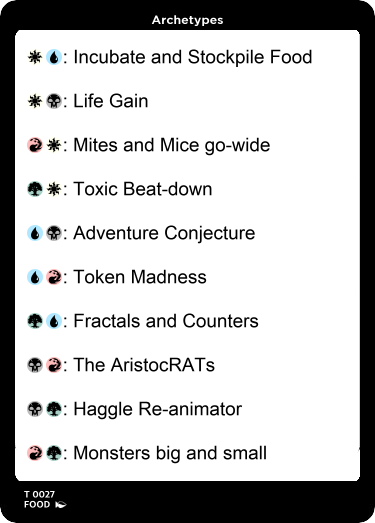 Archetypes
: Incubate and Stockpile Food
: Life Gain
: Mites and Mice go-wide
: Toxic Beat-down
: Adventure Conjecture
: Token Madness
: Fractals and Counters
: The AristocRATs
: Haggle Re-animator
: Monsters big and small
T 0027
FOOD